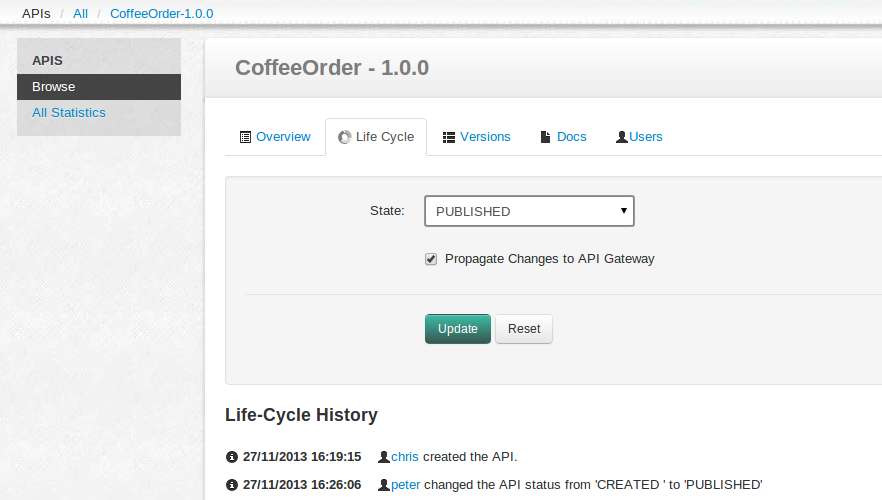 APIs / All / CoffeeOrder-1.0.0
APIS
Browse
All Statistics
CoffeeOrder - 1.0.0
Overview Life Cycle Versions Docs Users
State: PUBLISHED
Propagate Changes to API Gateway
Update Reset
Life-Cycle History
27/11/2013 16:19:15 chris created the API.
27/11/2013 16:26:06 peter changed the API status from 'CREATED ' to 'PUBLISHED'